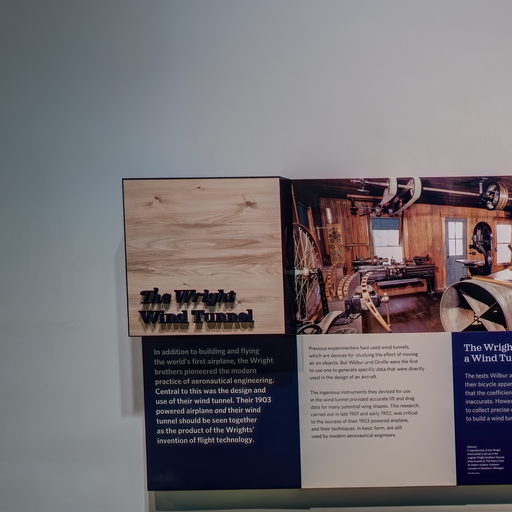 The Wright
Wind Tunnel
In addition to building and flying
the world's first airplane, the Wright
brothers pioneered the modern
practice of aeronautical engineering.
Central to this was the design and
use of their wind tunnel. Their 1903
powered airplane and their wind
tunnel should be seen together
as the product of the Wrights'
invention of flight technology.
Previous experimenters had used wind tunnels,
which are devices for studying the effect of moving
air on objects. But Wilbur and Orville were the first
to use one to generate specific data that were directly
used in the design of an aircraft.
The ingenious instruments they devised for use
in the wind tunnel provided accurate lift and drag
data for many potential wing shapes. This research,
carried out in late 1901 and early 1902, was critical
to the success of their 1903 powered airplane,
and their techniques, in basic form, are still
used by modern aeronautical engineers.
The Wrigh
a Wind Tu
The tests Wilbur a
their bicycle appar
that the coefficien
inaccurate. Howev
to collect precise
to build a wind tu